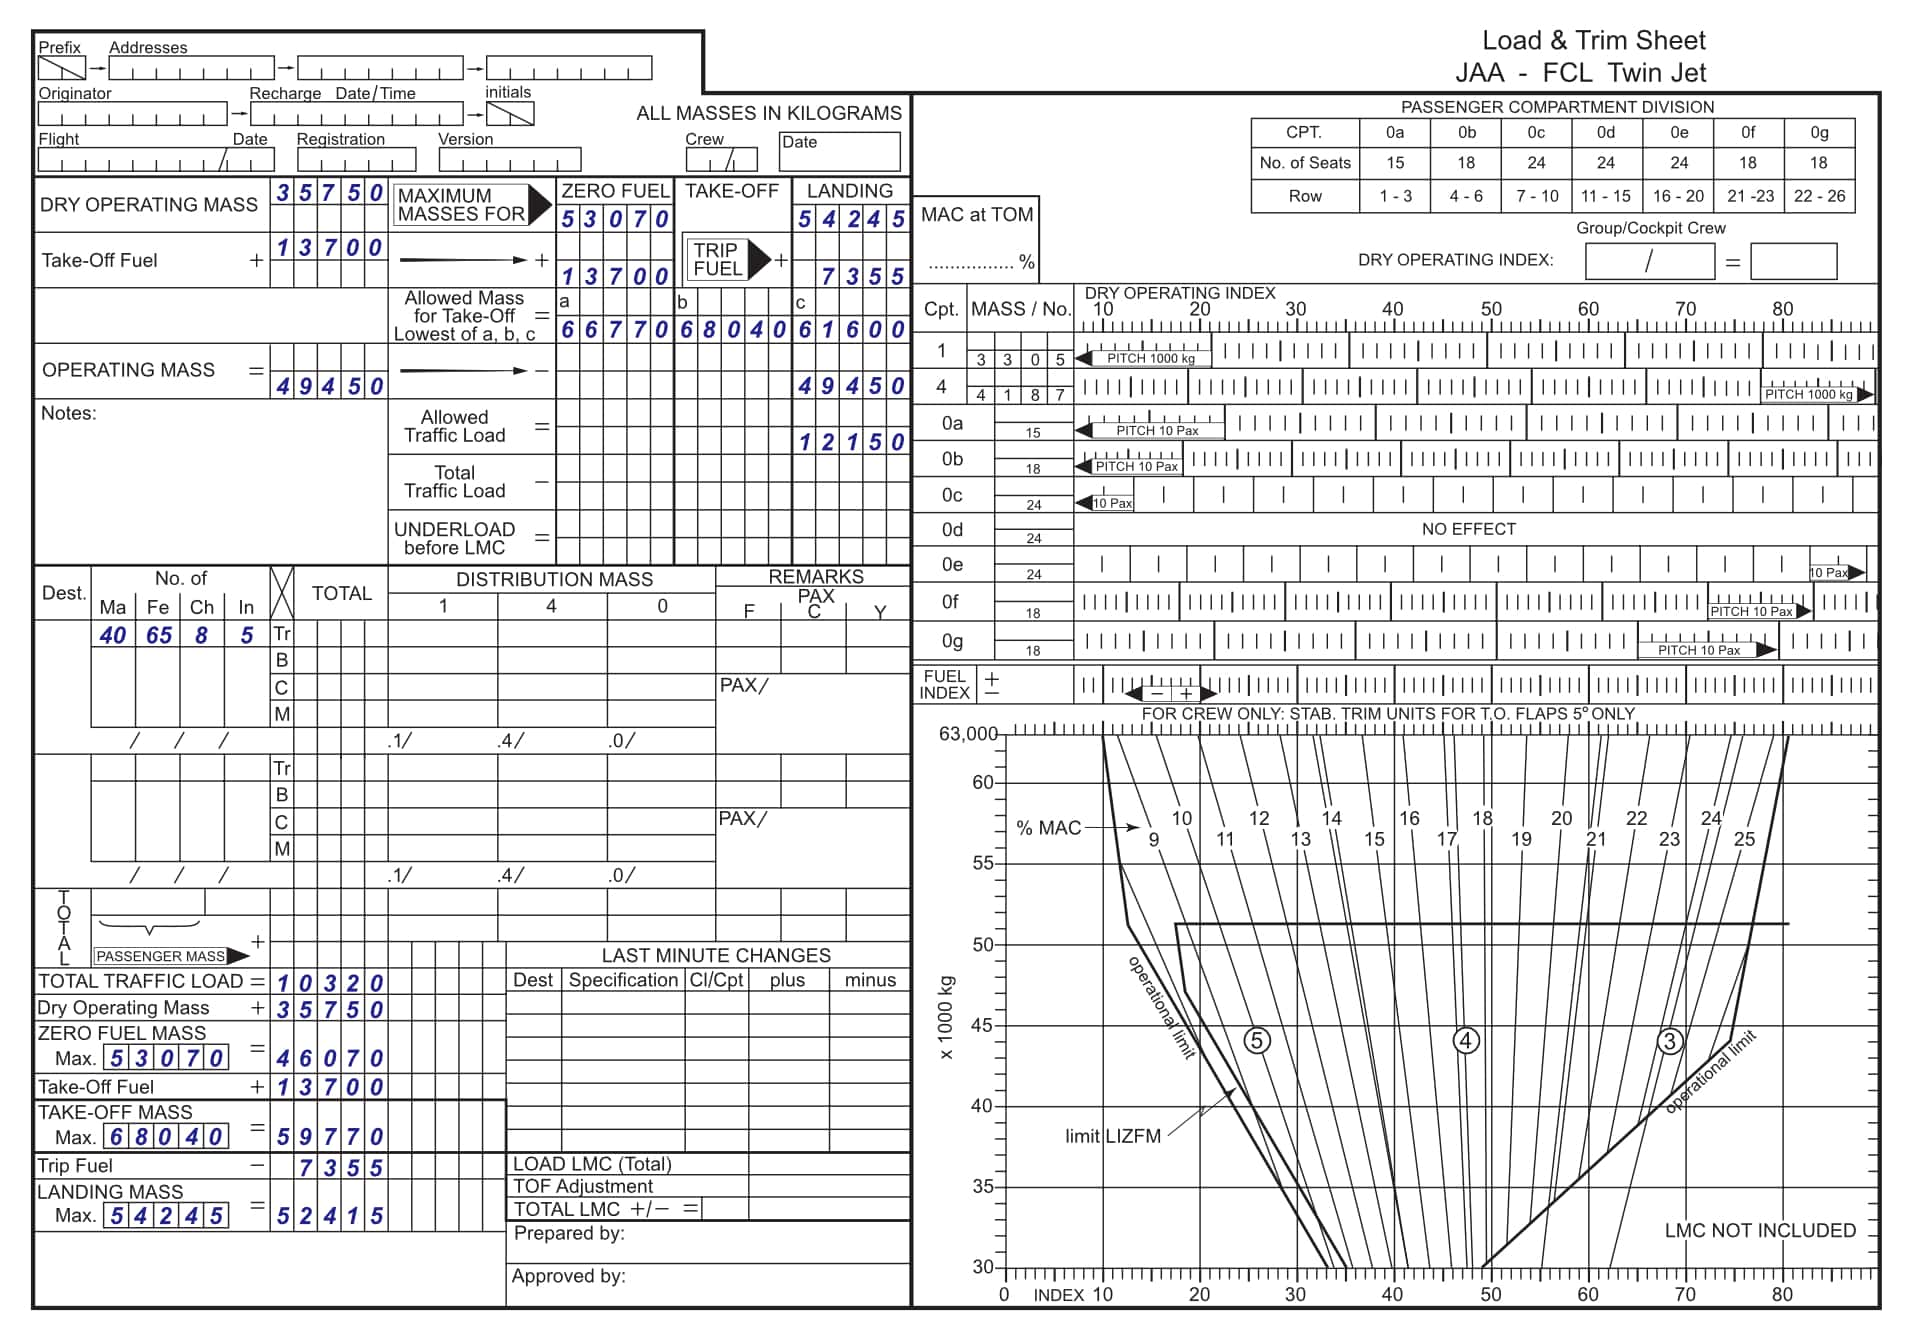 Load & Trim Sheet
JAA - FCL Twin Jet
Prefix Addresses
Originator Recharge Date/Time initials
ALL MASSES IN KILOGRAMS
Flight Date Registration Version Crew Date
DRY OPERATING MASS 35750 MAXIMUM MASSES FOR ZERO FUEL TAKE-OFF LANDING
53070 54245
Take-Off Fuel + 13700 + 13700 TRIP FUEL + 7355
Allowed Mass for Take-Off Lowest of a, b, c = a 66770 b 68040 c 61600
OPERATING MASS = 49450 − 49450
Notes:
Allowed Traffic Load = 12150
Total Traffic Load −
UNDERLOAD before LMC =
Dest. No. of TOTAL DISTRIBUTION MASS REMARKS
Ma Fe Ch In 1 4 0 PAX
F C Y
40 65 8 5 Tr
B
C PAX/
M
/ / / .1/ .4/ .0/
Tr
B
C PAX/
M
/ / / .1/ .4/ .0/
TOTAL
+
PASSENGER MASS
TOTAL TRAFFIC LOAD = 10320
Dry Operating Mass + 35750
ZERO FUEL MASS
Max. 53070 = 46070
Take-Off Fuel + 13700
TAKE-OFF MASS
Max. 68040 = 59770
Trip Fuel − 7355
LANDING MASS
Max. 54245 = 52415
LAST MINUTE CHANGES
Dest Specification Cl/Cpt plus minus
LOAD LMC (Total)
TOF Adjustment
TOTAL LMC +/− =
Prepared by:
Approved by:
PASSENGER COMPARTMENT DIVISION
CPT. 0a 0b 0c 0d 0e 0f 0g
No. of Seats 15 18 24 24 24 18 18
Row 1 - 3 4 - 6 7 - 10 11 - 15 16 - 20 21 -23 22 - 26
MAC at TOM
............... %
Group/Cockpit Crew
DRY OPERATING INDEX: / =
Cpt. MASS / No. DRY OPERATING INDEX
10 20 30 40 50 60 70 80
1 3305 PITCH 1000 kg
4 4187 PITCH 1000 kg
0a 15 PITCH 10 Pax
0b 18 PITCH 10 Pax
0c 24 10 Pax
0d 24 NO EFFECT
0e 24 10 Pax
0f 18 PITCH 10 Pax
0g 18 PITCH 10 Pax
FUEL INDEX + − − +
FOR CREW ONLY: STAB. TRIM UNITS FOR T.O. FLAPS 5° ONLY
63,000
60
% MAC 9 10 11 12 13 14 15 16 17 18 19 20 21 22 23 24 25
55
50
x 1000 kg
45
operational limit 5 4 3 operational limit
40
limit LIZFM
35
LMC NOT INCLUDED
30
0 INDEX 10 20 30 40 50 60 70 80